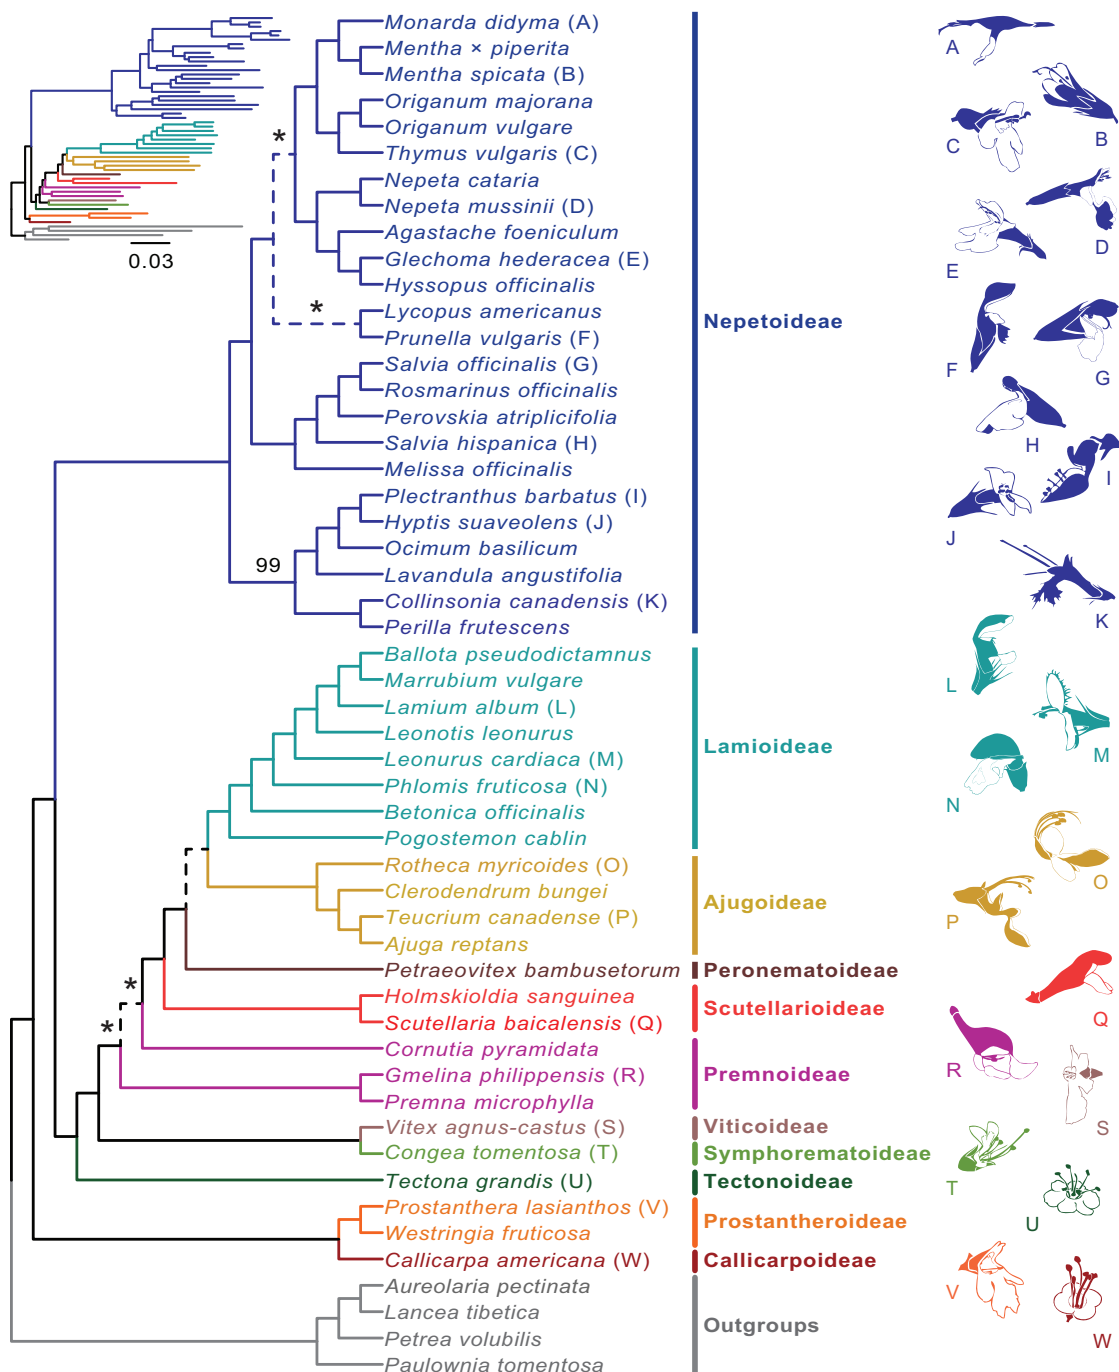 0.03
*
*
99
*
*
Monarda didyma (A)
Mentha × piperita
Mentha spicata (B)
Origanum majorana
Origanum vulgare
Thymus vulgaris (C)
Nepeta cataria
Nepeta mussinii (D)
Agastache foeniculum
Glechoma hederacea (E)
Hyssopus officinalis
Lycopus americanus
Prunella vulgaris (F)
Salvia officinalis (G)
Rosmarinus officinalis
Perovskia atriplicifolia
Salvia hispanica (H)
Melissa officinalis
Plectranthus barbatus (I)
Hyptis suaveolens (J)
Ocimum basilicum
Lavandula angustifolia
Collinsonia canadensis (K)
Perilla frutescens
Ballota pseudodictamnus
Marrubium vulgare
Lamium album (L)
Leonotis leonurus
Leonurus cardiaca (M)
Phlomis fruticosa (N)
Betonica officinalis
Pogostemon cablin
Rotheca myricoides (O)
Clerodendrum bungei
Teucrium canadense (P)
Ajuga reptans
Petraeovitex bambusetorum
Holmskioldia sanguinea
Scutellaria baicalensis (Q)
Cornutia pyramidata
Gmelina philippensis (R)
Premna microphylla
Vitex agnus-castus (S)
Congea tomentosa (T)
Tectona grandis (U)
Prostanthera lasianthos (V)
Westringia fruticosa
Callicarpa americana (W)
Aureolaria pectinata
Lancea tibetica
Petrea volubilis
Paulownia tomentosa
Nepetoideae
Lamioideae
Ajugoideae
Peronematoideae
Scutellarioideae
Premnoideae
Viticoideae
Symphorematoideae
Tectonoideae
Prostantheroideae
Callicarpoideae
Outgroups
A
B
C
D
E
F
G
H
I
J
K
L
M
N
O
P
Q
R
S
T
U
V
W